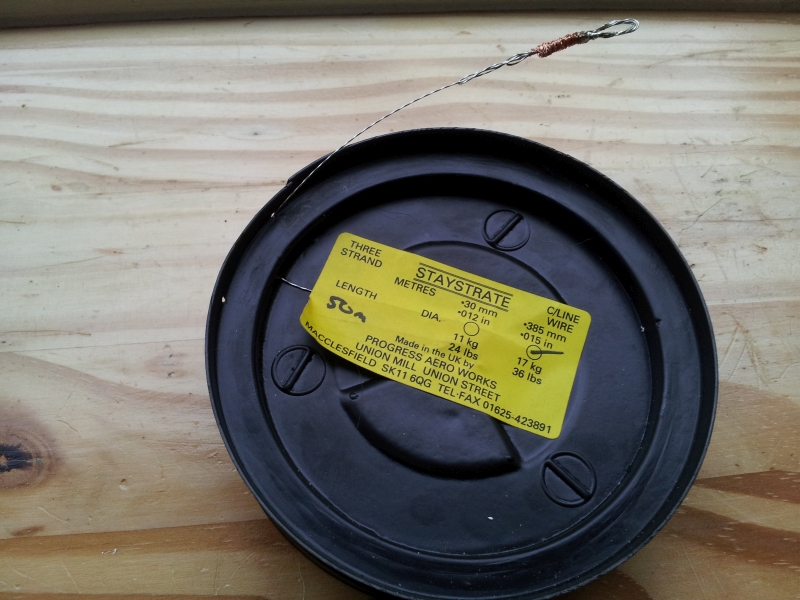 THREE STRAND STAYSTRATE C/LINE WIRE
LENGTH METRES ·30 mm ·385 mm
50m DIA. ·012 in ·015 in
11 kg 17 kg
24 lbs 36 lbs
Made in the UK by
PROGRESS AERO WORKS
UNION MILL UNION STREET
MACCLESFIELD SK11 6QG TEL-FAX 01625-423891